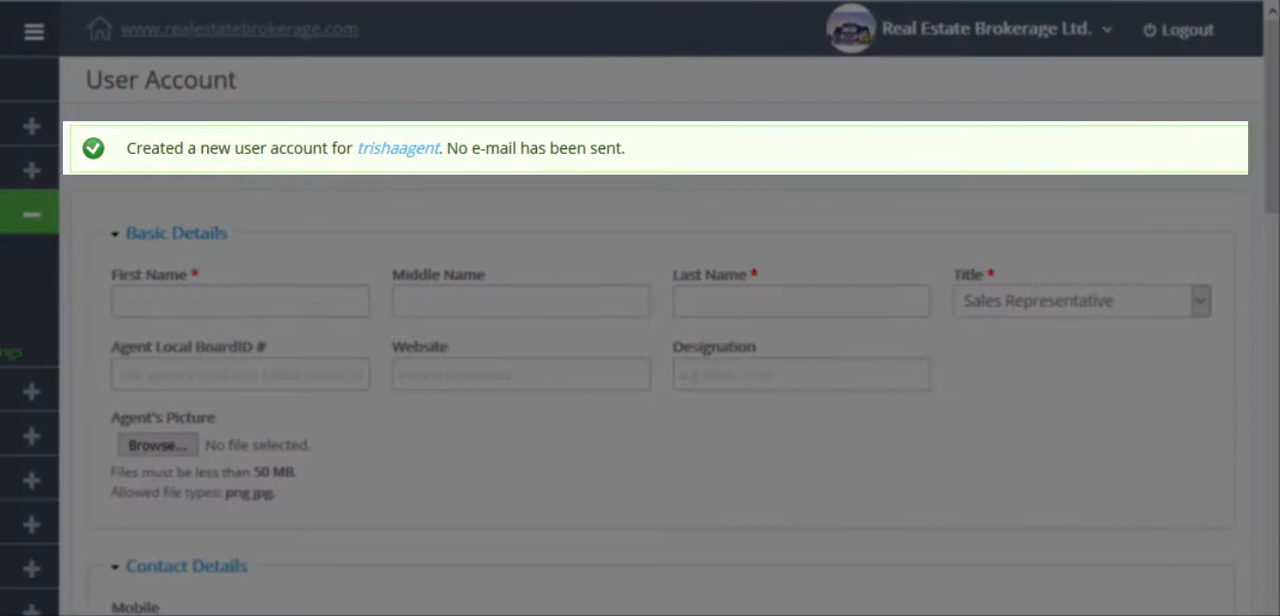 www.realestatebrokerage.com
Real Estate Brokerage Ltd.
Logout
User Account
Created a new user account for trishaagent. No e-mail has been sent.
Basic Details
First Name *
Middle Name
Last Name *
Title *
Sales Representative
Agent Local BoardID #
Website
Designation
ngs
Agent's Picture
Browse... No file selected.
Files must be less than 50 MB.
Allowed file types: png jpg.
Contact Details
Mobile